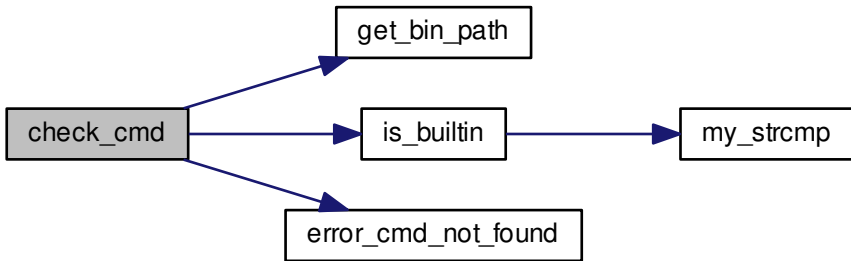 get_bin_path
check_cmd
is_builtin
my_strcmp
error_cmd_not_found